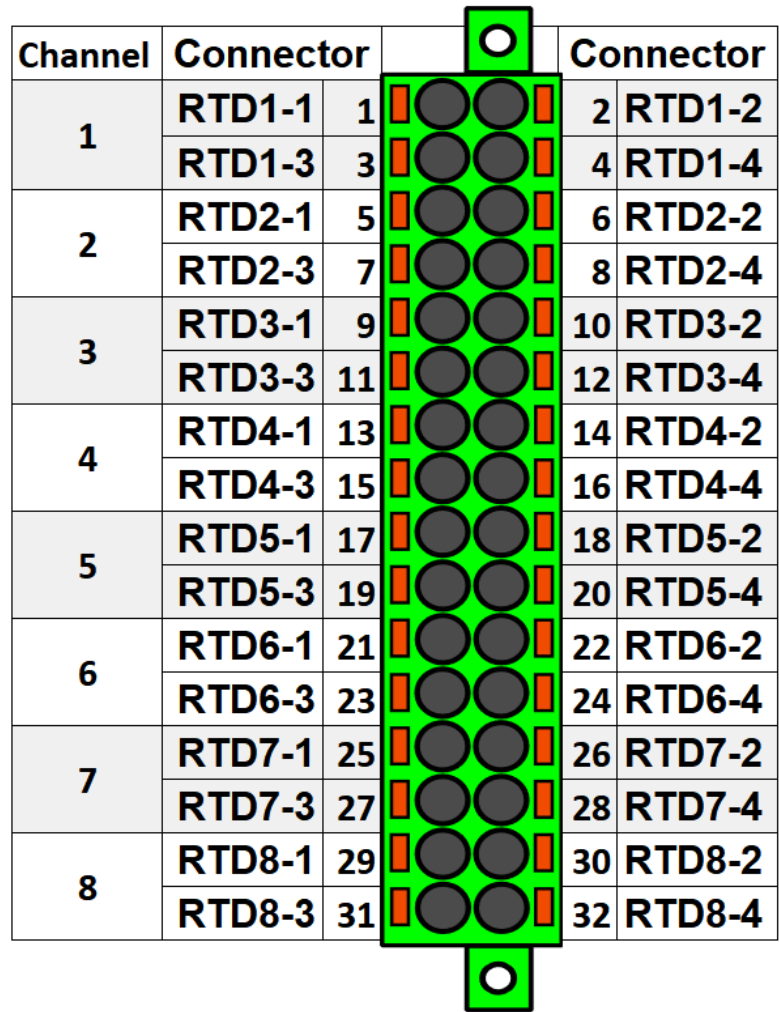 Channel Connector Connector
1
RTD1-1 1 2 RTD1-2
RTD1-3 3 4 RTD1-4
2
RTD2-1 5 6 RTD2-2
RTD2-3 7 8 RTD2-4
3
RTD3-1 9 10 RTD3-2
RTD3-3 11 12 RTD3-4
4
RTD4-1 13 14 RTD4-2
RTD4-3 15 16 RTD4-4
5
RTD5-1 17 18 RTD5-2
RTD5-3 19 20 RTD5-4
6
RTD6-1 21 22 RTD6-2
RTD6-3 23 24 RTD6-4
7
RTD7-1 25 26 RTD7-2
RTD7-3 27 28 RTD7-4
8
RTD8-1 29 30 RTD8-2
RTD8-3 31 32 RTD8-4